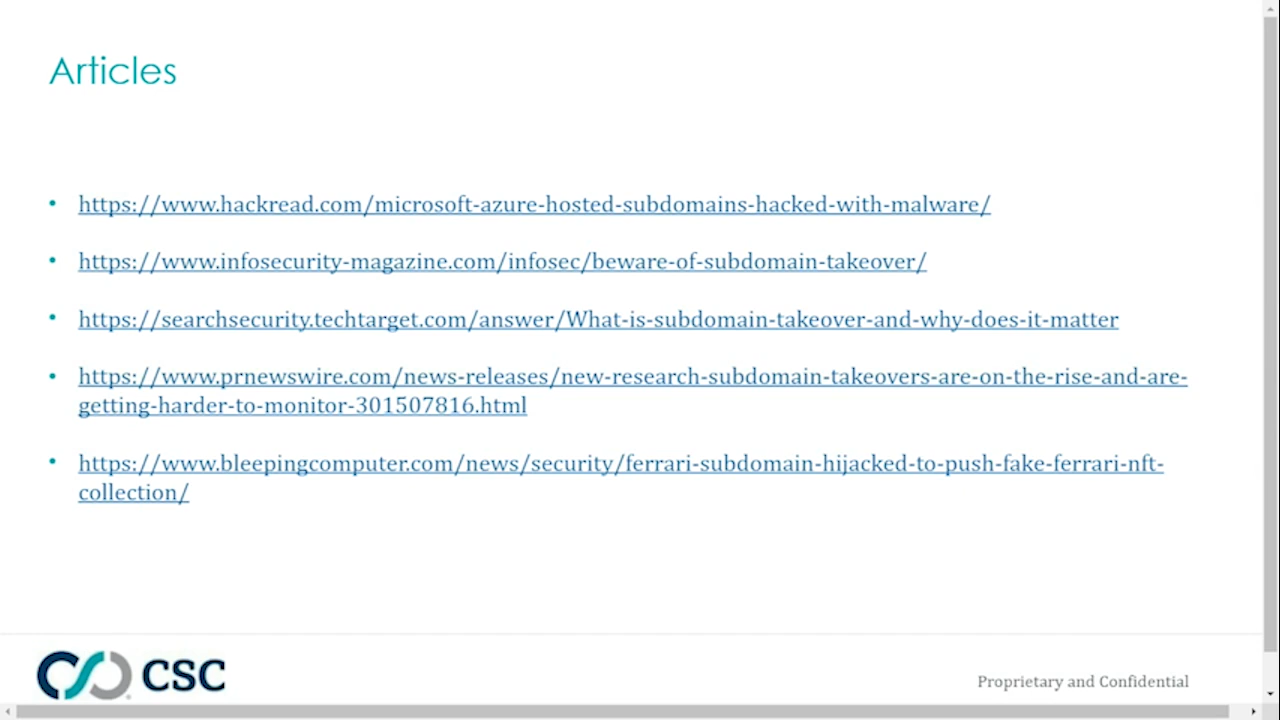 Articles
• https://www.hackread.com/microsoft-azure-hosted-subdomains-hacked-with-malware/
• https://www.infosecurity-magazine.com/infosec/beware-of-subdomain-takeover/
• https://searchsecurity.techtarget.com/answer/What-is-subdomain-takeover-and-why-does-it-matter
• https://www.prnewswire.com/news-releases/new-research-subdomain-takeovers-are-on-the-rise-and-are-
getting-harder-to-monitor-301507816.html
• https://www.bleepingcomputer.com/news/security/ferrari-subdomain-hijacked-to-push-fake-ferrari-nft-
collection/
CSC
Proprietary and Confidential